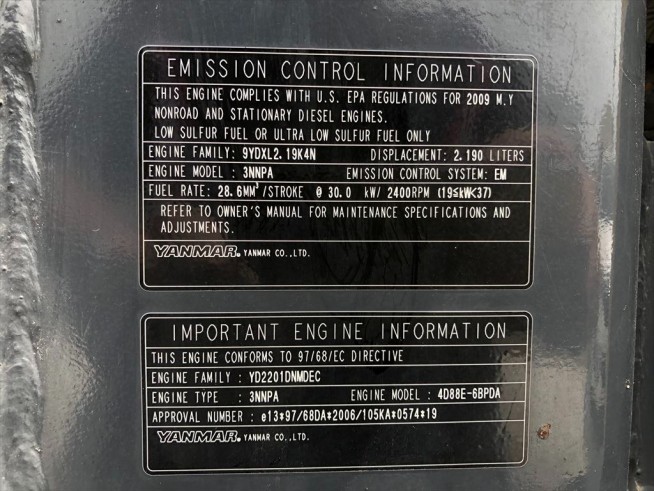 EMISSION CONTROL INFORMATION
THIS ENGINE COMPLIES WITH U.S. EPA REGULATIONS FOR 2009 M.Y
NONROAD AND STATIONARY DIESEL ENGINES.
LOW SULFUR FUEL OR ULTRA LOW SULFUR FUEL ONLY
ENGINE FAMILY: 9YDXL2.19K4N DISPLACEMENT: 2.190 LITERS
ENGINE MODEL : 3NNPA EMISSION CONTROL SYSTEM: EM
FUEL RATE: 28.6MM³/STROKE @ 30.0 kW/ 2400RPM (19≤kW<37)
REFER TO OWNER'S MANUAL FOR MAINTENANCE SPECIFICATIONS AND
ADJUSTMENTS.
YANMAR. YANMAR CO.,LTD.
IMPORTANT ENGINE INFORMATION
THIS ENGINE CONFORMS TO 97/68/EC DIRECTIVE
ENGINE FAMILY : YD2201DNMDEC
ENGINE TYPE : 3NNPA ENGINE MODEL : 4D88E-6BPDA
APPROVAL NUMBER : e13*97/68DA*2006/105KA*0574*19
YANMAR. YANMAR CO.,LTD.